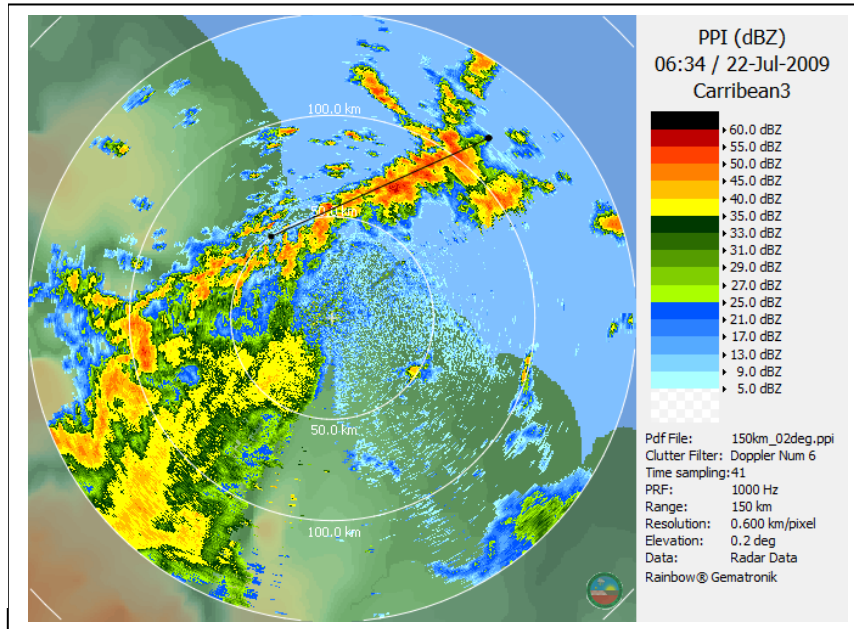 PPI (dBZ)
06:34 / 22-Jul-2009
Carribean3
60.0 dBZ
55.0 dBZ
50.0 dBZ
45.0 dBZ
40.0 dBZ
35.0 dBZ
33.0 dBZ
31.0 dBZ
29.0 dBZ
27.0 dBZ
25.0 dBZ
21.0 dBZ
17.0 dBZ
13.0 dBZ
9.0 dBZ
5.0 dBZ
Pdf File: 150km_02deg.ppi
Clutter Filter: Doppler Num 6
Time sampling: 41
PRF: 1000 Hz
Range: 150 km
Resolution: 0.600 km/pixel
Elevation: 0.2 deg
Data: Radar Data
Rainbow® Gematronik
100.0 km
50.0 km
100.0 km